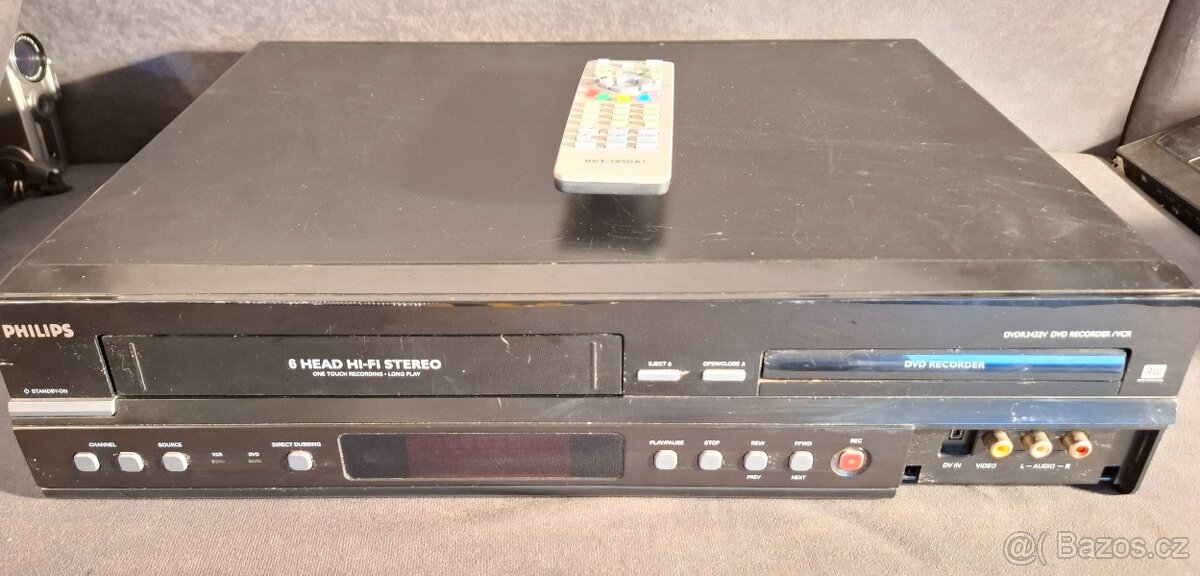 RCT-195DA1
PHILIPS
DVDR3432V DVD RECORDER/VCR
6 HEAD HI-FI STEREO
ONE TOUCH RECORDING • LONG PLAY
EJECT
OPEN/CLOSE
DVD RECORDER
RW
STANDBY-ON
CHANNEL
SOURCE
VCR
DVD
DIRECT DUBBING
PLAY/PAUSE
STOP
REW
F.FWD
REC
PREV
NEXT
DV IN
VIDEO
L — AUDIO — R
@( Bazos.cz